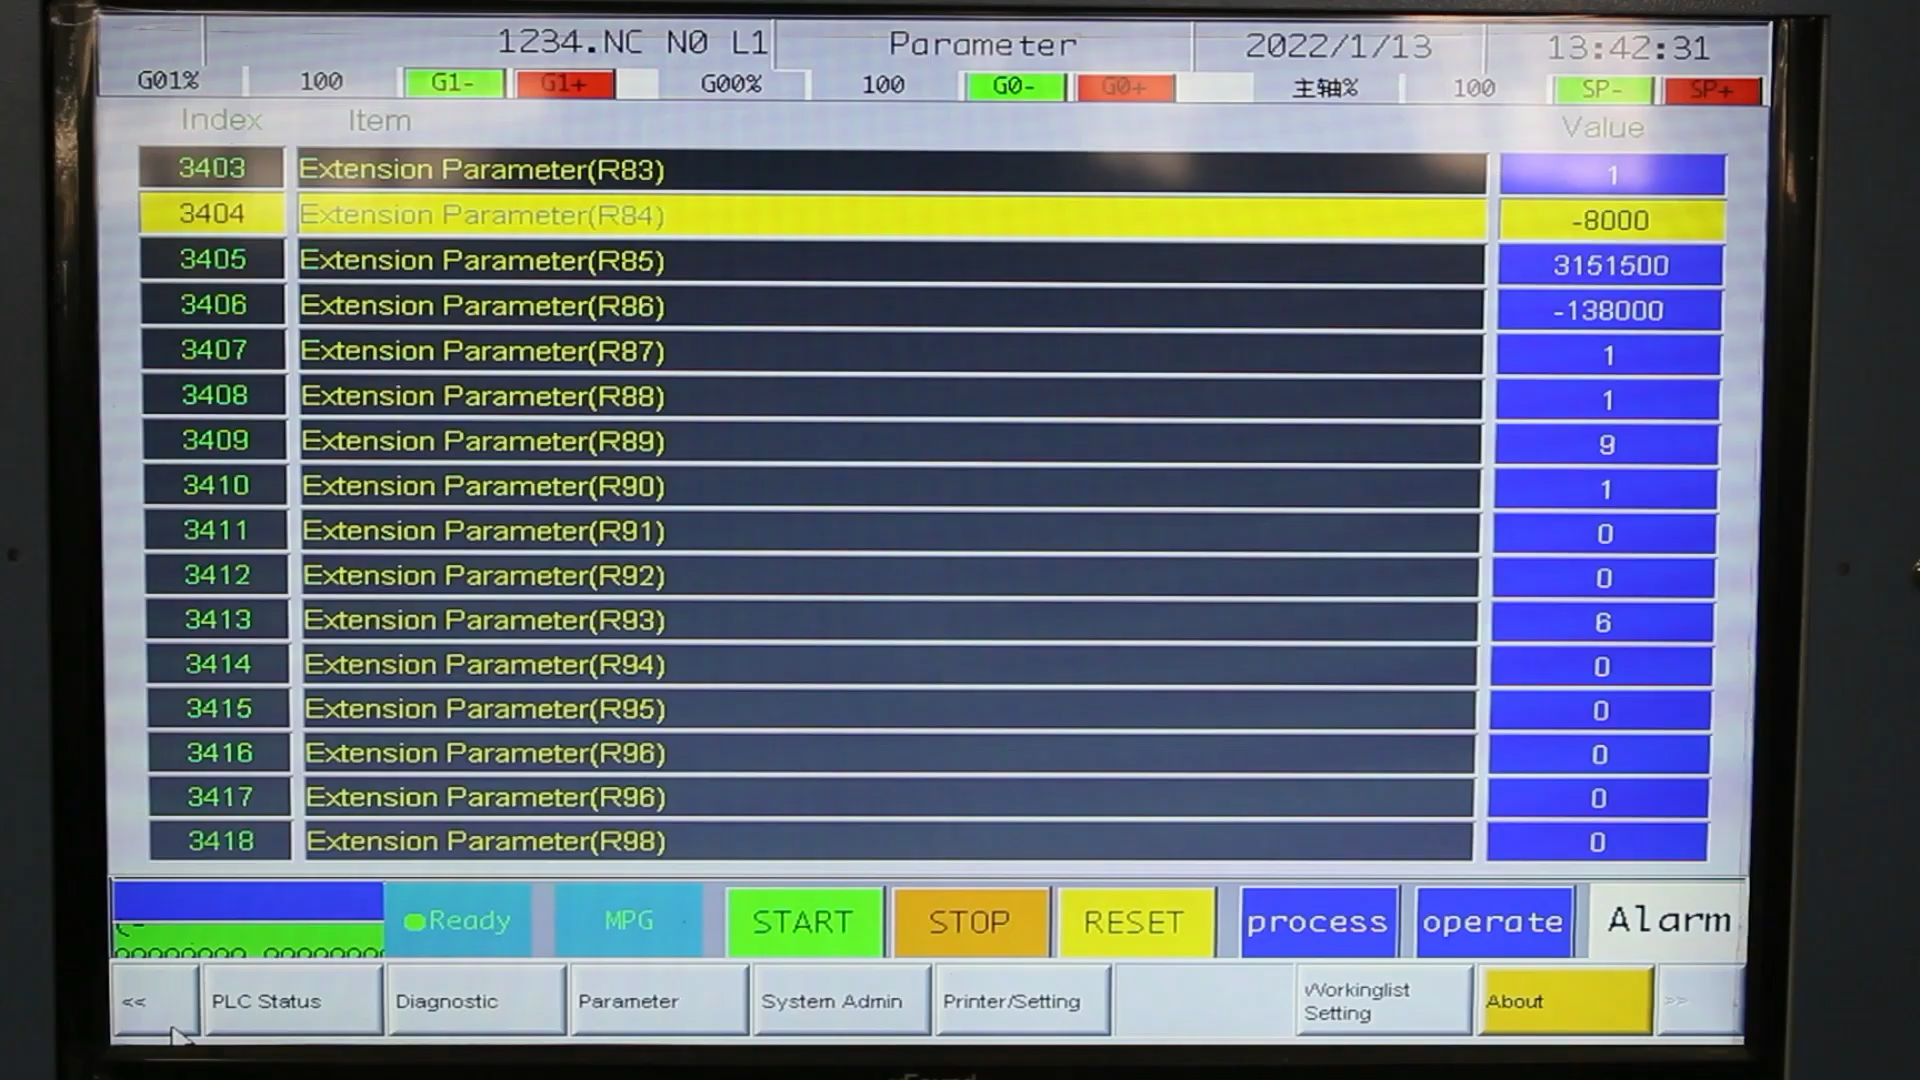 1234.NC N0 L1 Parameter 2022/1/13 13:42:31
G01% 100 G1- G1+ G00% 100 G0- G0+ 主轴% 100 SP- SP+
Index Item Value
3403 Extension Parameter(R83) 1
3404 Extension Parameter(R84) -8000
3405 Extension Parameter(R85) 3151500
3406 Extension Parameter(R86) -138000
3407 Extension Parameter(R87) 1
3408 Extension Parameter(R88) 1
3409 Extension Parameter(R89) 9
3410 Extension Parameter(R90) 1
3411 Extension Parameter(R91) 0
3412 Extension Parameter(R92) 0
3413 Extension Parameter(R93) 6
3414 Extension Parameter(R94) 0
3415 Extension Parameter(R95) 0
3416 Extension Parameter(R96) 0
3417 Extension Parameter(R96) 0
3418 Extension Parameter(R98) 0
Ready MPG START STOP RESET process operate Alarm
<< PLC Status Diagnostic Parameter System Admin Printer/Setting Workinglist About >>
Setting